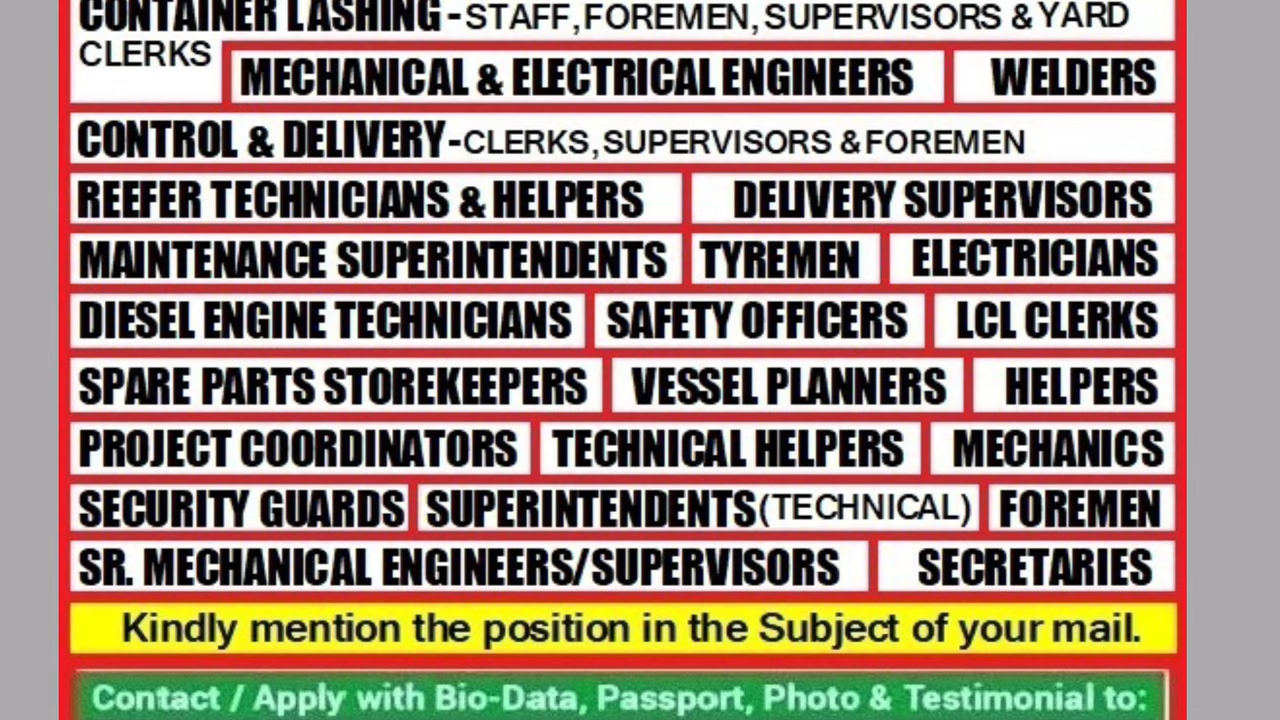 CONTAINER LASHING-STAFF, FOREMEN, SUPERVISORS & YARD
CLERKS
MECHANICAL & ELECTRICAL ENGINEERS WELDERS
CONTROL & DELIVERY-CLERKS, SUPERVISORS & FOREMEN
REEFER TECHNICIANS & HELPERS DELIVERY SUPERVISORS
MAINTENANCE SUPERINTENDENTS TYREMEN ELECTRICIANS
DIESEL ENGINE TECHNICIANS SAFETY OFFICERS LCL CLERKS
SPARE PARTS STOREKEEPERS VESSEL PLANNERS HELPERS
PROJECT COORDINATORS TECHNICAL HELPERS MECHANICS
SECURITY GUARDS SUPERINTENDENTS(TECHNICAL) FOREMEN
SR. MECHANICAL ENGINEERS/SUPERVISORS SECRETARIES
Kindly mention the position in the Subject of your mail.
Contact / Apply with Bio-Data, Passport, Photo & Testimonial to: